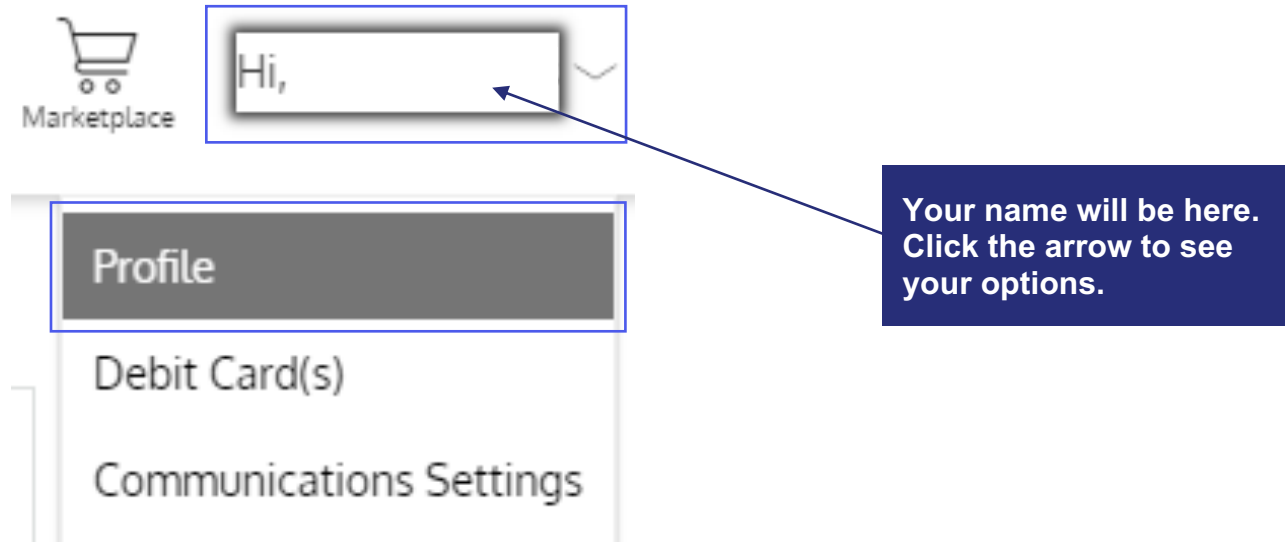 Hi,
Marketplace
Your name will be here.
Click the arrow to see
your options.
Profile
Debit Card(s)
Communications Settings